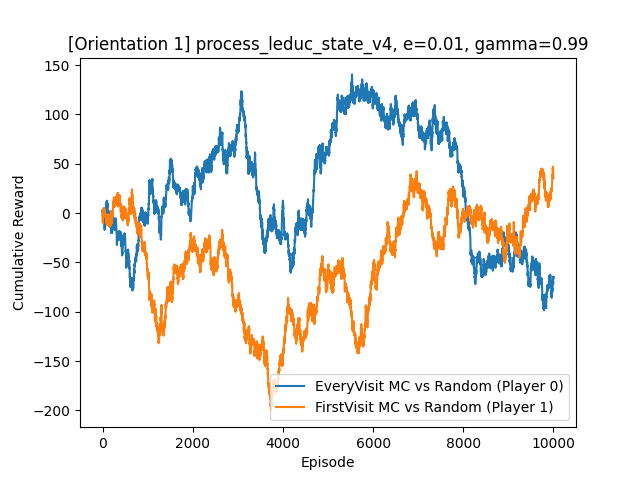 [Orientation 1] process_leduc_state_v4, e=0.01, gamma=0.99
150
100
50
0
−50
−100
−150
−200
Cumulative Reward
EveryVisit MC vs Random (Player 0)
FirstVisit MC vs Random (Player 1)
0
2000
4000
6000
8000
10000
Episode